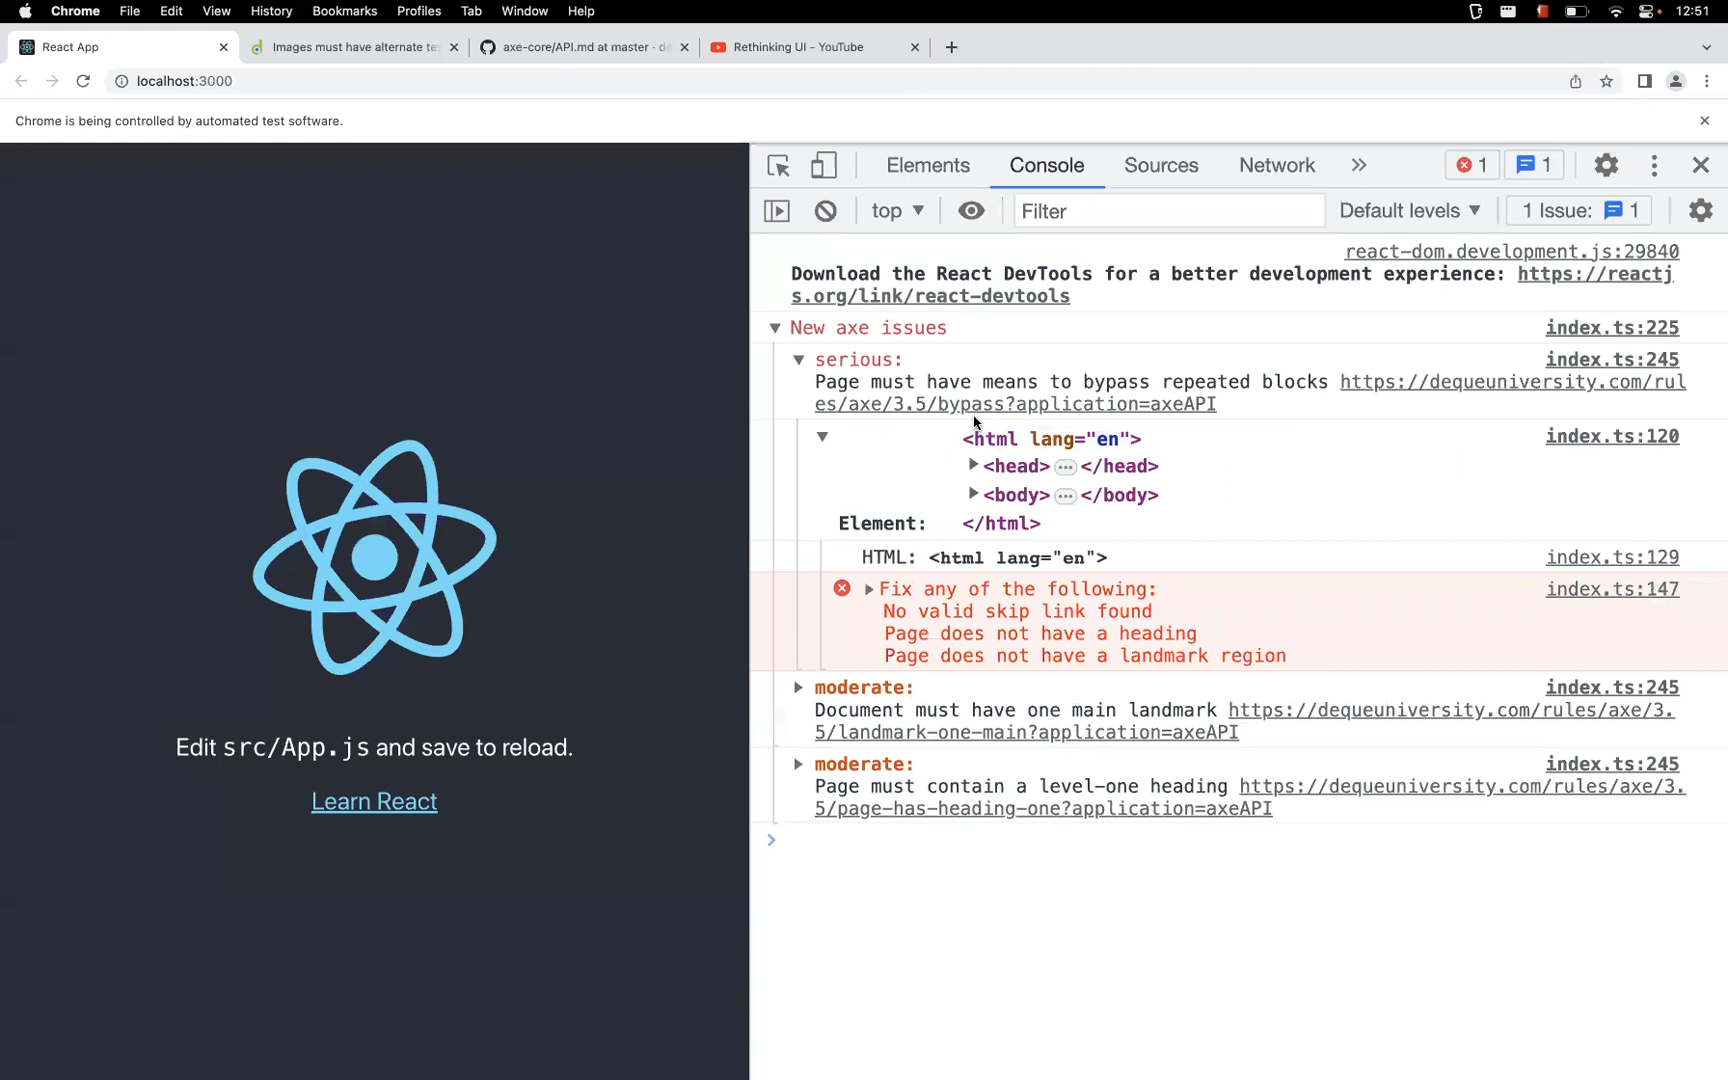 Chrome File Edit View History Bookmarks Profiles Tab Window Help 12:51
React App Images must have alternate te axe-core/API.md at master · de Rethinking UI - YouTube
localhost:3000
Chrome is being controlled by automated test software.
Elements Console Sources Network 1 1
top Filter Default levels 1 Issue: 1
react-dom.development.js:29840
Download the React DevTools for a better development experience: https://reactj
s.org/link/react-devtools
New axe issues index.ts:225
serious: index.ts:245
Page must have means to bypass repeated blocks https://dequeuniversity.com/rul
es/axe/3.5/bypass?application=axeAPI
<html lang="en"> index.ts:120
<head> ... </head>
<body> ... </body>
Element: </html>
HTML: <html lang="en"> index.ts:129
Fix any of the following: index.ts:147
No valid skip link found
Page does not have a heading
Page does not have a landmark region
moderate: index.ts:245
Document must have one main landmark https://dequeuniversity.com/rules/axe/3.
5/landmark-one-main?application=axeAPI
moderate: index.ts:245
Page must contain a level-one heading https://dequeuniversity.com/rules/axe/3.
5/page-has-heading-one?application=axeAPI
Edit src/App.js and save to reload.
Learn React